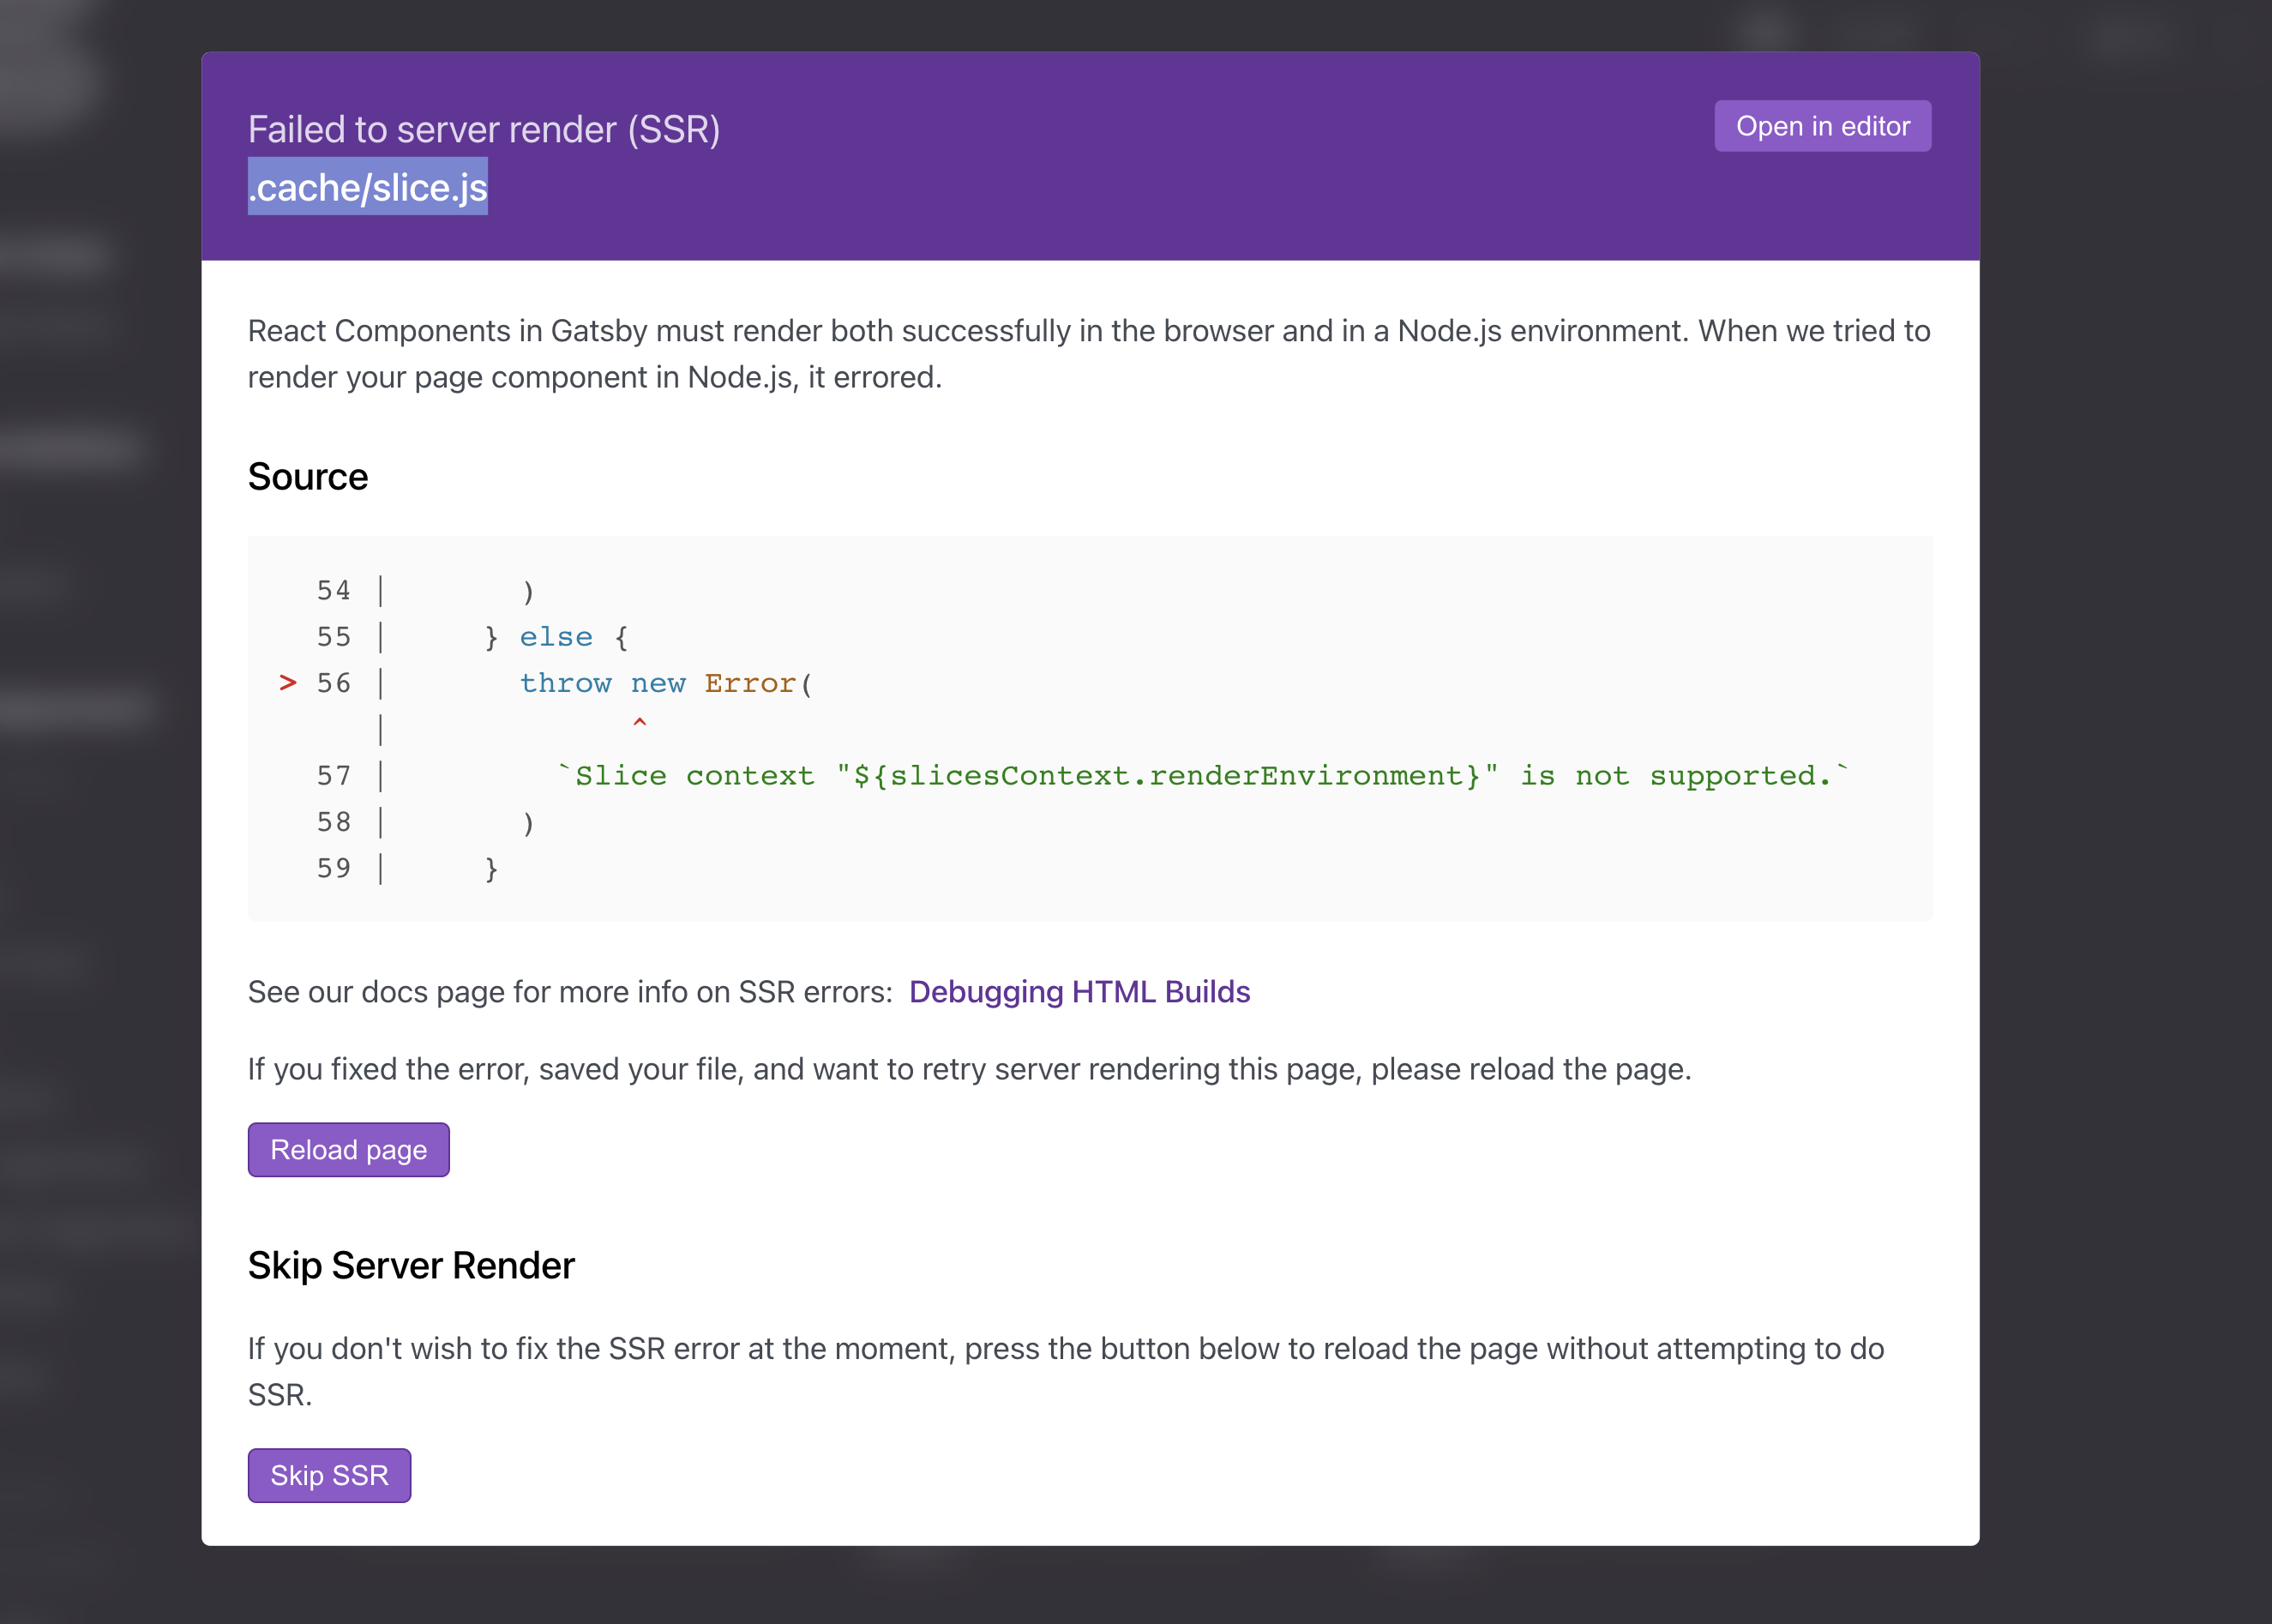 Failed to server render (SSR)
Open in editor
.cache/slice.js
React Components in Gatsby must render both successfully in the browser and in a Node.js environment. When we tried to
render your page component in Node.js, it errored.
Source
54 |       )
55 |     } else {
> 56 |       throw new Error(
|             ^
57 |         `Slice context "${slicesContext.renderEnvironment}" is not supported.`
58 |       )
59 |     }
See our docs page for more info on SSR errors: Debugging HTML Builds
If you fixed the error, saved your file, and want to retry server rendering this page, please reload the page.
Reload page
Skip Server Render
If you don't wish to fix the SSR error at the moment, press the button below to reload the page without attempting to do
SSR.
Skip SSR